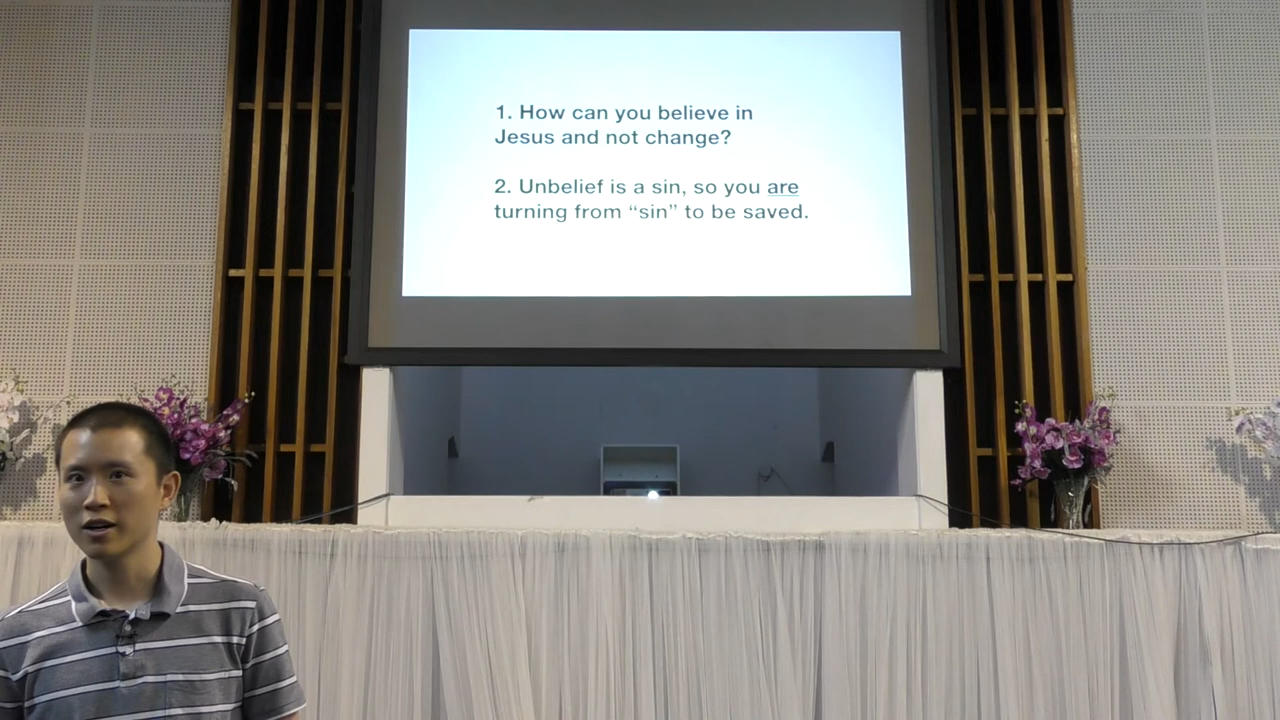 1. How can you believe in
Jesus and not change?
2. Unbelief is a sin, so you are
turning from “sin” to be saved.